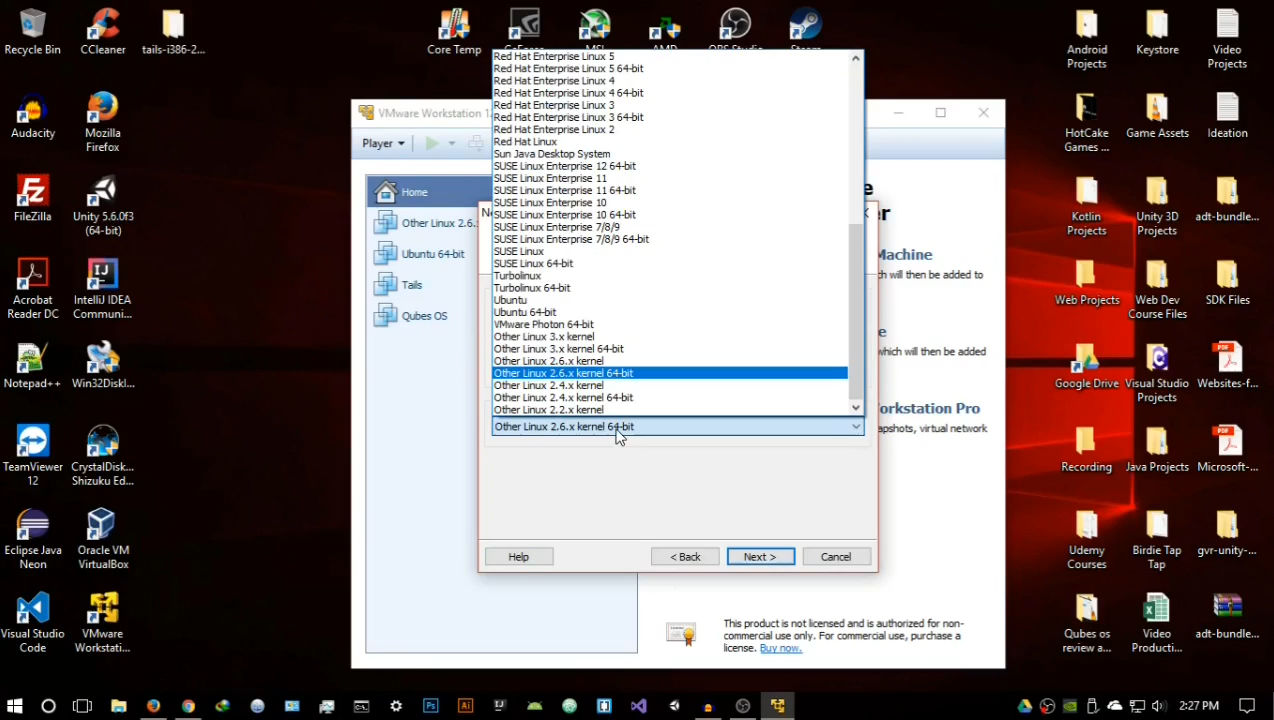 Recycle Bin
CCleaner
tails-i386-2...
Core Temp
GeForce
MSI
AMD
OBS Studio
Steam
Android
Projects
Keystore
Video
Projects
Audacity
Mozilla
Firefox
HotCake
Games ...
Game Assets
Ideation
FileZilla
Unity 5.6.0f3
(64-bit)
Kotlin
Projects
Unity 3D
Projects
adt-bundle...
Acrobat
Reader DC
IntelliJ IDEA
Communi...
Web Projects
Web Dev
Course Files
SDK Files
Notepad++
Win32Diskl...
Google Drive
Visual Studio
Projects
Websites-f...
TeamViewer
12
CrystalDisk...
Shizuku Ed...
Recording
Java Projects
Microsoft-...
Eclipse Java
Neon
Oracle VM
VirtualBox
Udemy
Courses
Birdie Tap
Tap
gvr-unity-...
Visual Studio
Code
VMware
Workstati...
Qubes os
review a...
Video
Producti...
adt-bundle...
VMware Workstation 1
Player
Home
Other Linux 2.6.
Ubuntu 64-bit
Tails
Qubes OS
Red Hat Enterprise Linux 5
Red Hat Enterprise Linux 5 64-bit
Red Hat Enterprise Linux 4
Red Hat Enterprise Linux 4 64-bit
Red Hat Enterprise Linux 3
Red Hat Enterprise Linux 3 64-bit
Red Hat Enterprise Linux 2
Red Hat Linux
Sun Java Desktop System
SUSE Linux Enterprise 12 64-bit
SUSE Linux Enterprise 11
SUSE Linux Enterprise 11 64-bit
SUSE Linux Enterprise 10
SUSE Linux Enterprise 10 64-bit
SUSE Linux Enterprise 7/8/9
SUSE Linux Enterprise 7/8/9 64-bit
SUSE Linux
SUSE Linux 64-bit
Turbolinux
Turbolinux 64-bit
Ubuntu
Ubuntu 64-bit
VMware Photon 64-bit
Other Linux 3.x kernel
Other Linux 3.x kernel 64-bit
Other Linux 2.6.x kernel
Other Linux 2.6.x kernel 64-bit
Other Linux 2.4.x kernel
Other Linux 2.4.x kernel 64-bit
Other Linux 2.2.x kernel
Other Linux 2.6.x kernel 64-bit
Help
< Back
Next >
Cancel
e
er
Machine
which will then be added to
e
which will then be added
orkstation Pro
apshots, virtual network
This product is not licensed and is authorized for non-
commercial use only. For commercial use, purchase a
license. Buy now.
2:27 PM